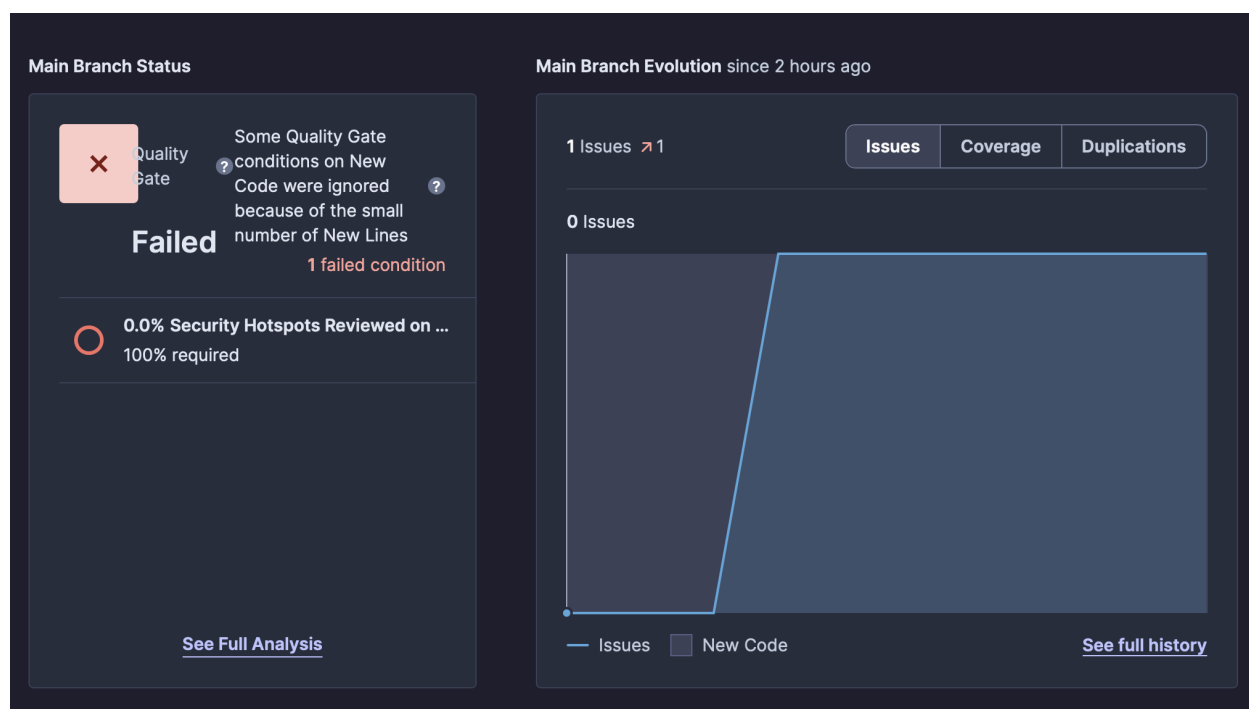 Main Branch Status
Quality
Gate
?
Some Quality Gate
conditions on New
Code were ignored
because of the small
number of New Lines
?
Failed
1 failed condition
0.0% Security Hotspots Reviewed on ...
100% required
See Full Analysis
Main Branch Evolution since 2 hours ago
1 Issues 1
Issues
Coverage
Duplications
0 Issues
Issues
New Code
See full history